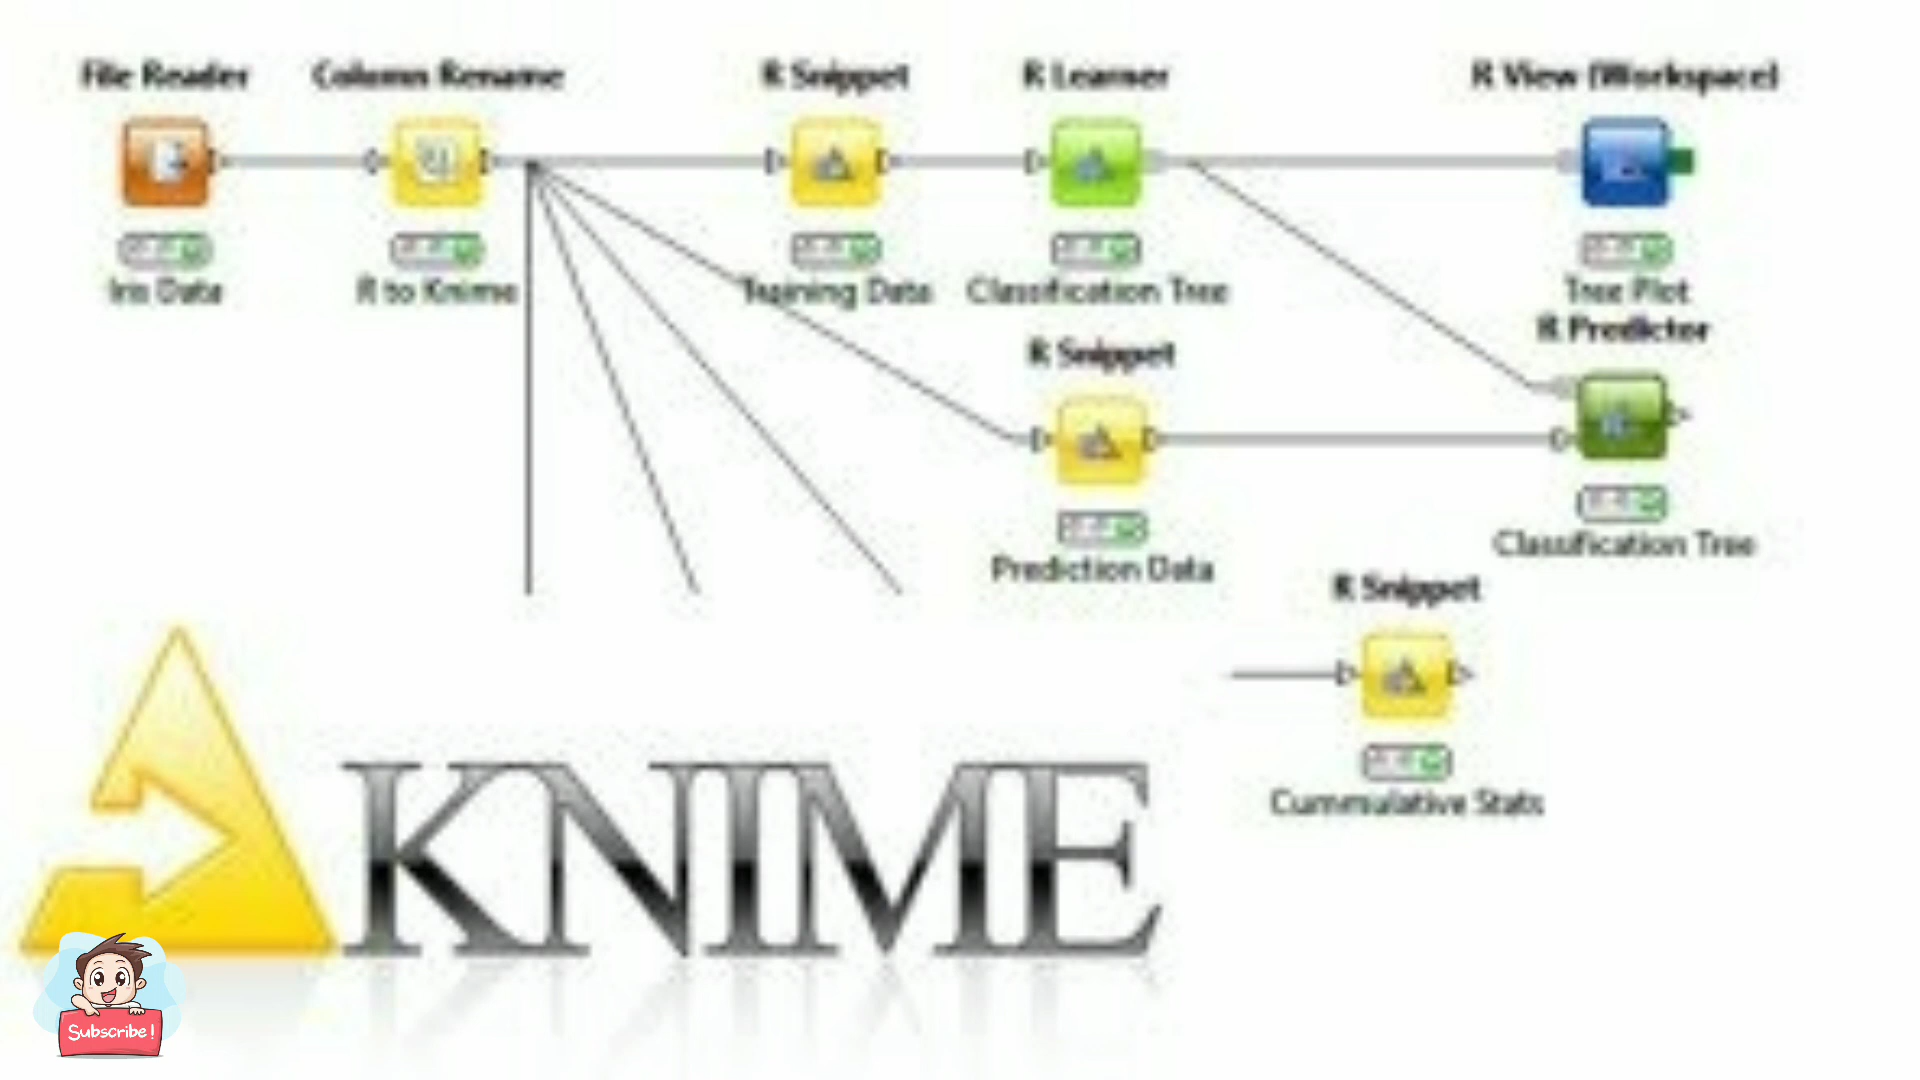 File Reader
Column Rename
R Snippet
R Learner
R View (Workspace)
Iris Data
R to Knime
Training Data
Classification Tree
Tree Plot
R Snippet
R Predictor
Prediction Data
Classification Tree
R Snippet
Cummulative Stats
KNIME
Subscribe!